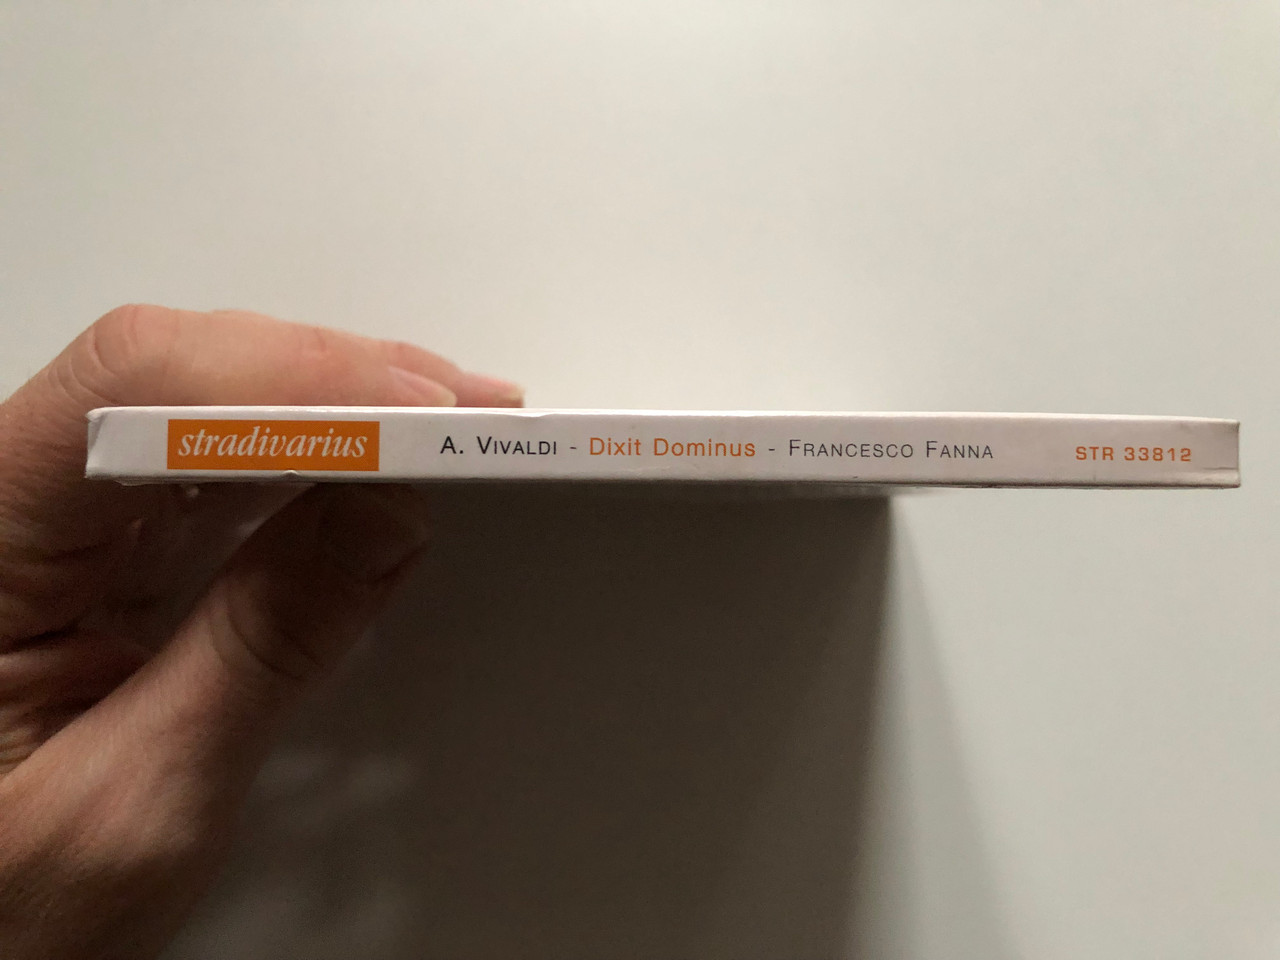 stradivarius A. VIVALDI - Dixit Dominus - FRANCESCO FANNA STR 33812